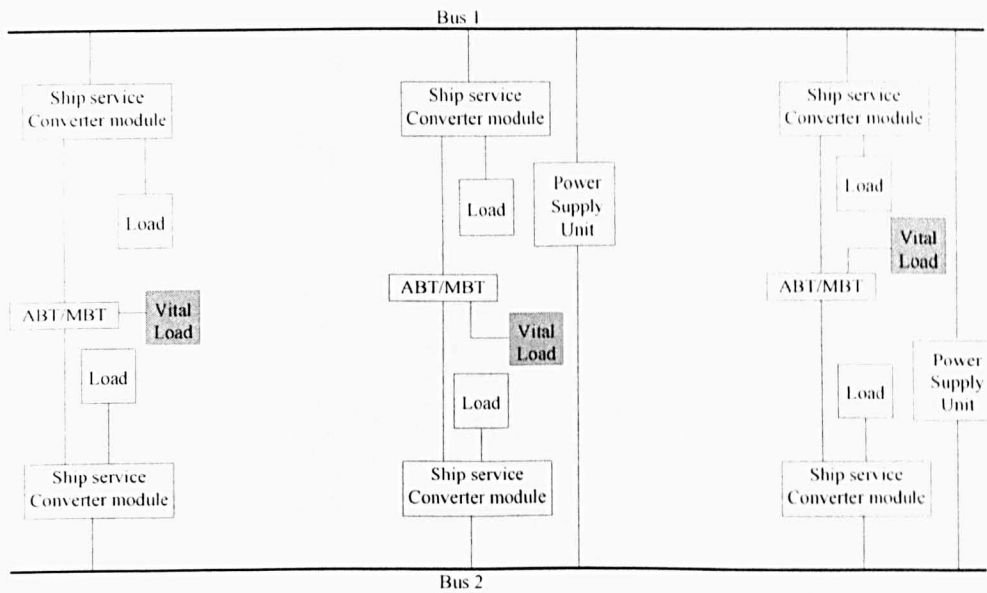 Bus 1
Ship service
Converter module
Ship service
Converter module
Ship service
Converter module
Load
Load
Power
Supply
Unit
Load
Vital
Load
ABT/MBT
Vital
Load
ABT/MBT
Vital
Load
ABT/MBT
Load
Load
Load
Power
Supply
Unit
Ship service
Converter module
Ship service
Converter module
Ship service
Converter module
Bus 2